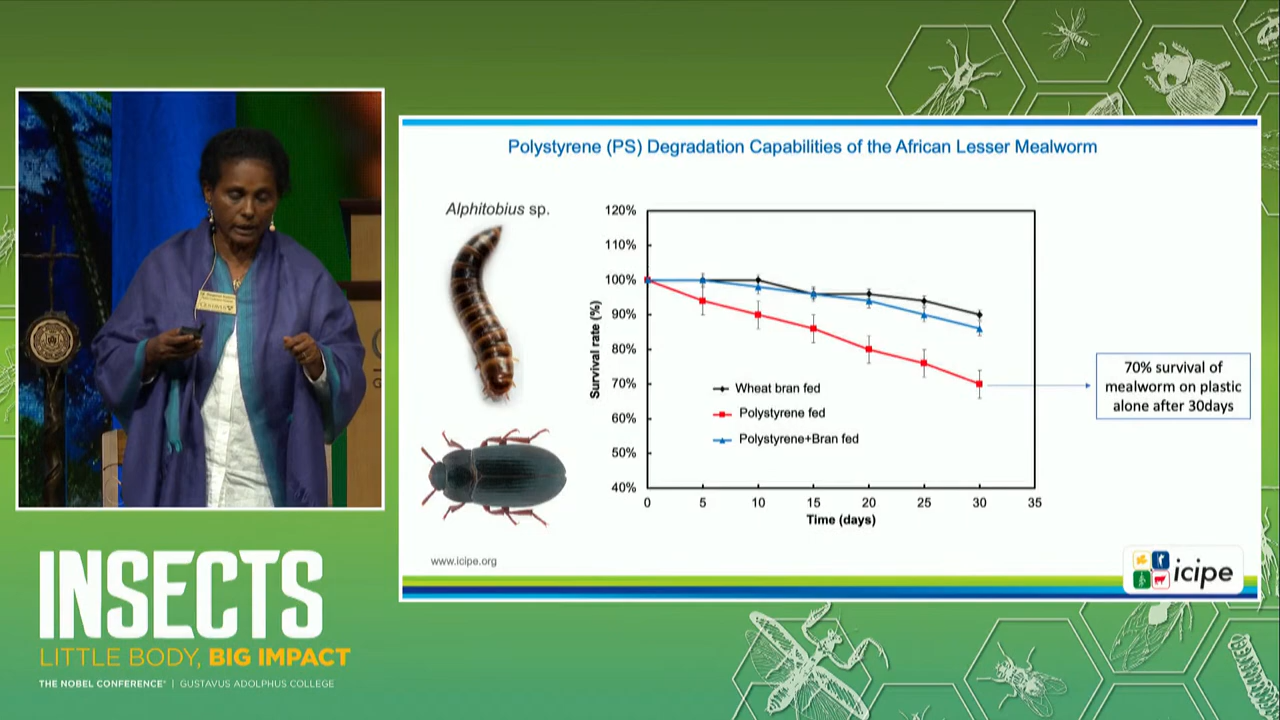 Polystyrene (PS) Degradation Capabilities of the African Lesser Mealworm
Alphitobius sp.
120%
110%
100%
90%
80%
70%
60%
50%
40%
Survival rate (%)
Wheat bran fed
Polystyrene fed
Polystyrene+Bran fed
0 5 10 15 20 25 30 35
Time (days)
70% survival of
mealworm on plastic
alone after 30days
www.icipe.org
icipe
INSECTS
LITTLE BODY, BIG IMPACT
THE NOBEL CONFERENCE® | GUSTAVUS ADOLPHUS COLLEGE